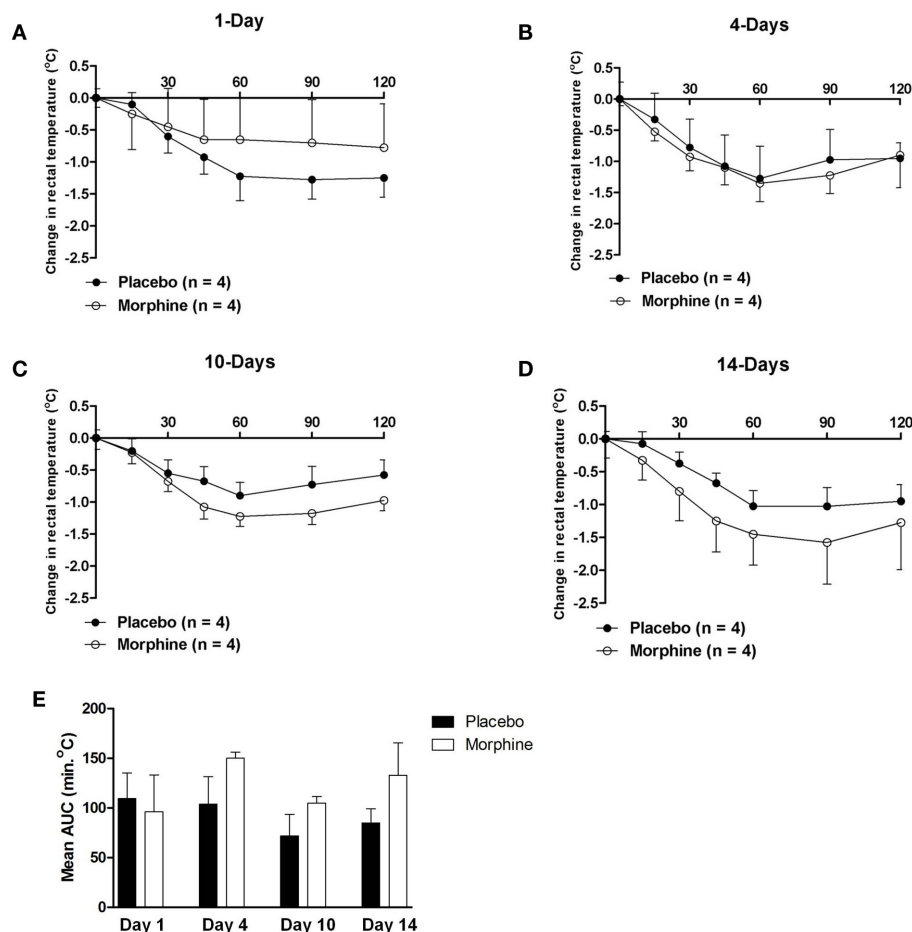 A
1-Day
Change in rectal temperature (°C)
0.5
0.0
-0.5
-1.0
-1.5
-2.0
-2.5
30
60
90
120
Placebo (n = 4)
Morphine (n = 4)
B
4-Days
Change in rectal temperature (°C)
0.5
0.0
-0.5
-1.0
-1.5
-2.0
-2.5
30
60
90
120
Placebo (n = 4)
Morphine (n = 4)
C
10-Days
Change in rectal temperature (°C)
0.5
0.0
-0.5
-1.0
-1.5
-2.0
-2.5
30
60
90
120
Placebo (n = 4)
Morphine (n = 4)
D
14-Days
Change in rectal temperature (°C)
0.5
0.0
-0.5
-1.0
-1.5
-2.0
-2.5
30
60
90
120
Placebo (n = 4)
Morphine (n = 4)
E
Mean AUC (min.°C)
200
150
100
50
0
Day 1
Day 4
Day 10
Day 14
Placebo
Morphine